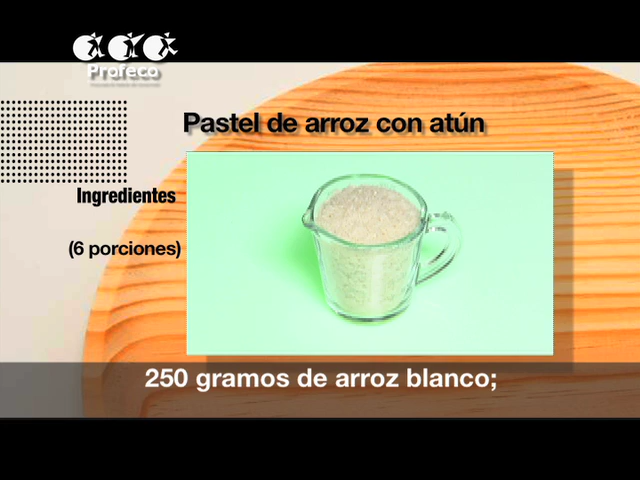 Profeco
Pastel de arroz con atún
Ingredientes
(6 porciones)
250 gramos de arroz blanco;